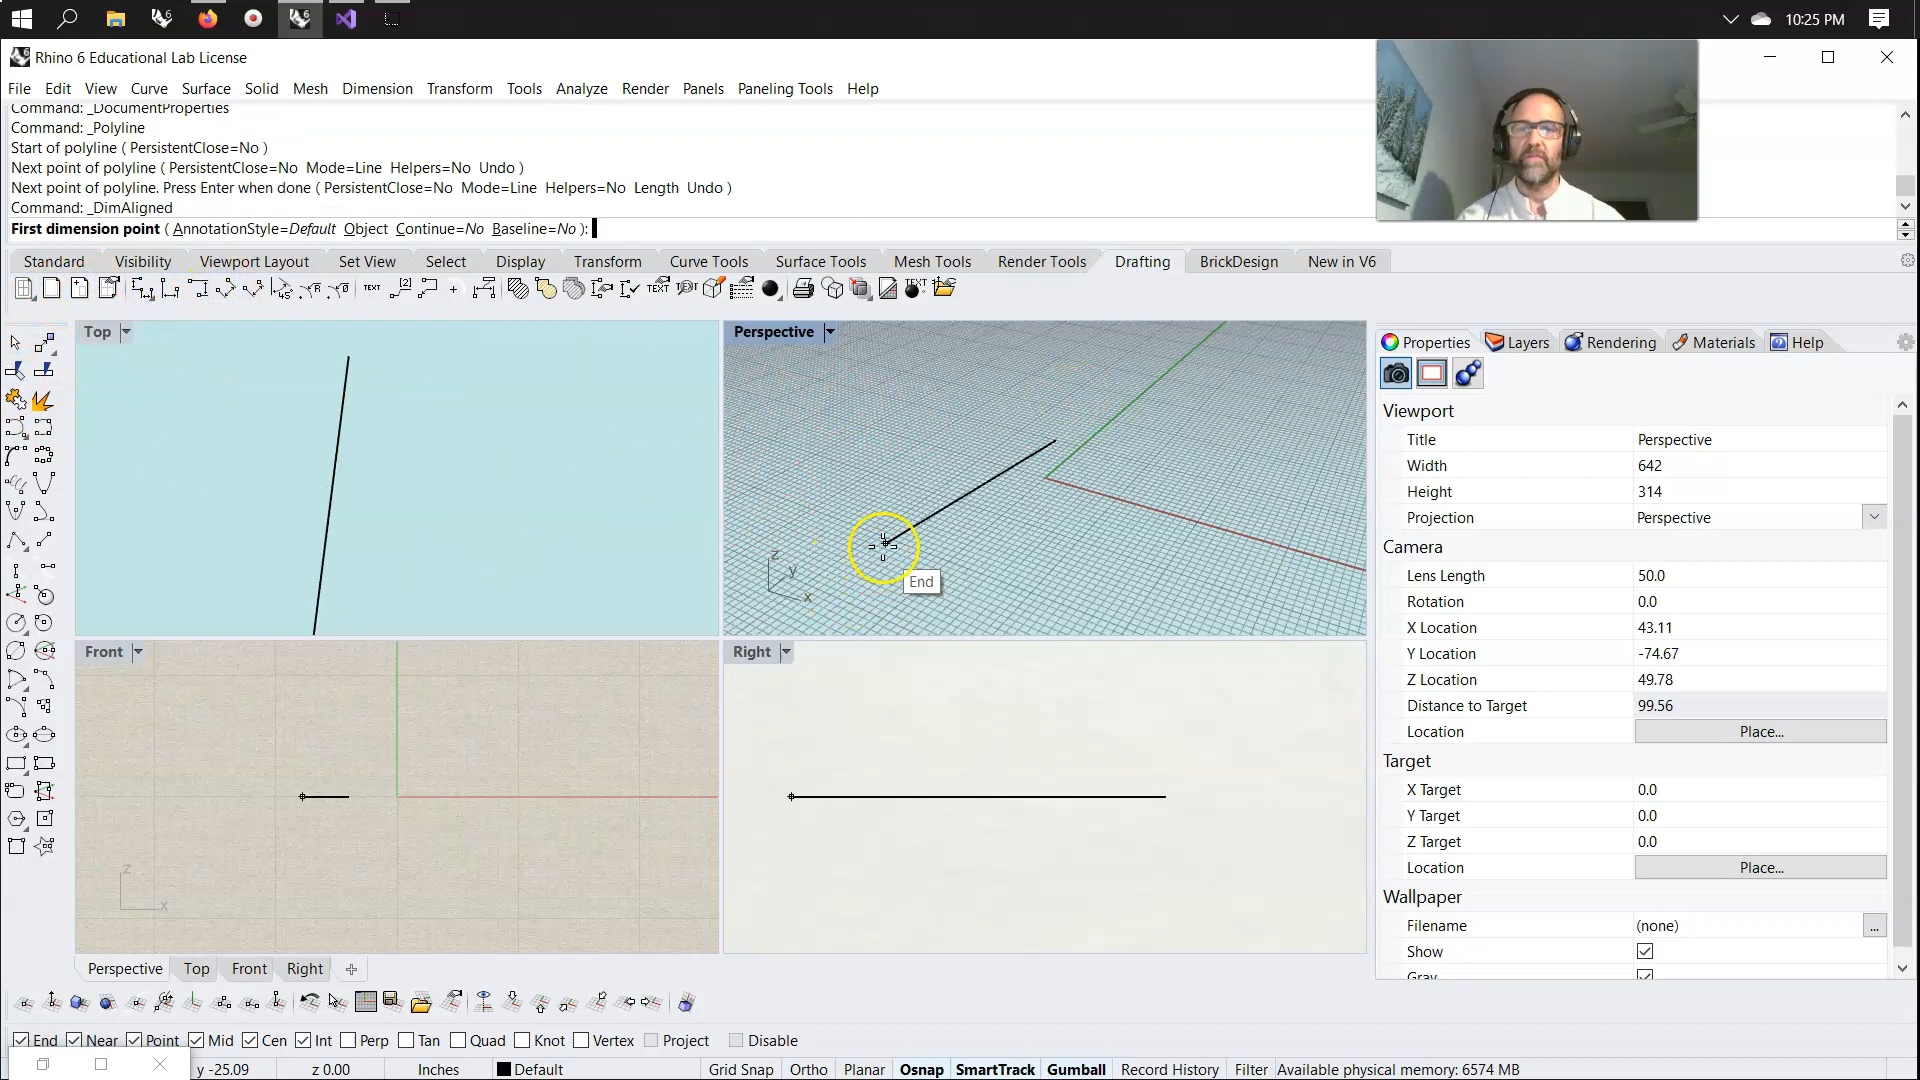 10:25 PM
Rhino 6 Educational Lab License
File Edit View Curve Surface Solid Mesh Dimension Transform Tools Analyze Render Panels Paneling Tools Help
Command: _DocumentProperties
Command: _Polyline
Start of polyline ( PersistentClose=No )
Next point of polyline ( PersistentClose=No Mode=Line Helpers=No Undo )
Next point of polyline. Press Enter when done ( PersistentClose=No Mode=Line Helpers=No Length Undo )
Command: _DimAligned
First dimension point ( AnnotationStyle=Default Object Continue=No Baseline=No ):
Standard Visibility Viewport Layout Set View Select Display Transform Curve Tools Surface Tools Mesh Tools Render Tools Drafting BrickDesign New in V6
Top
Perspective
Properties Layers Rendering Materials Help
Viewport
Title Perspective
Width 642
Height 314
Projection Perspective
Camera
Lens Length 50.0
Rotation 0.0
X Location 43.11
Y Location -74.67
Z Location 49.78
Distance to Target 99.56
Location Place...
Target
X Target 0.0
Y Target 0.0
Z Target 0.0
Location Place...
Wallpaper
Filename (none) ...
Show
Gray
z
y
x
End
Front
Right
z
x
Perspective Top Front Right
End Near Point Mid Cen Int Perp Tan Quad Knot Vertex Project Disable
y -25.09 z 0.00 Inches Default Grid Snap Ortho Planar Osnap SmartTrack Gumball Record History Filter Available physical memory: 6574 MB